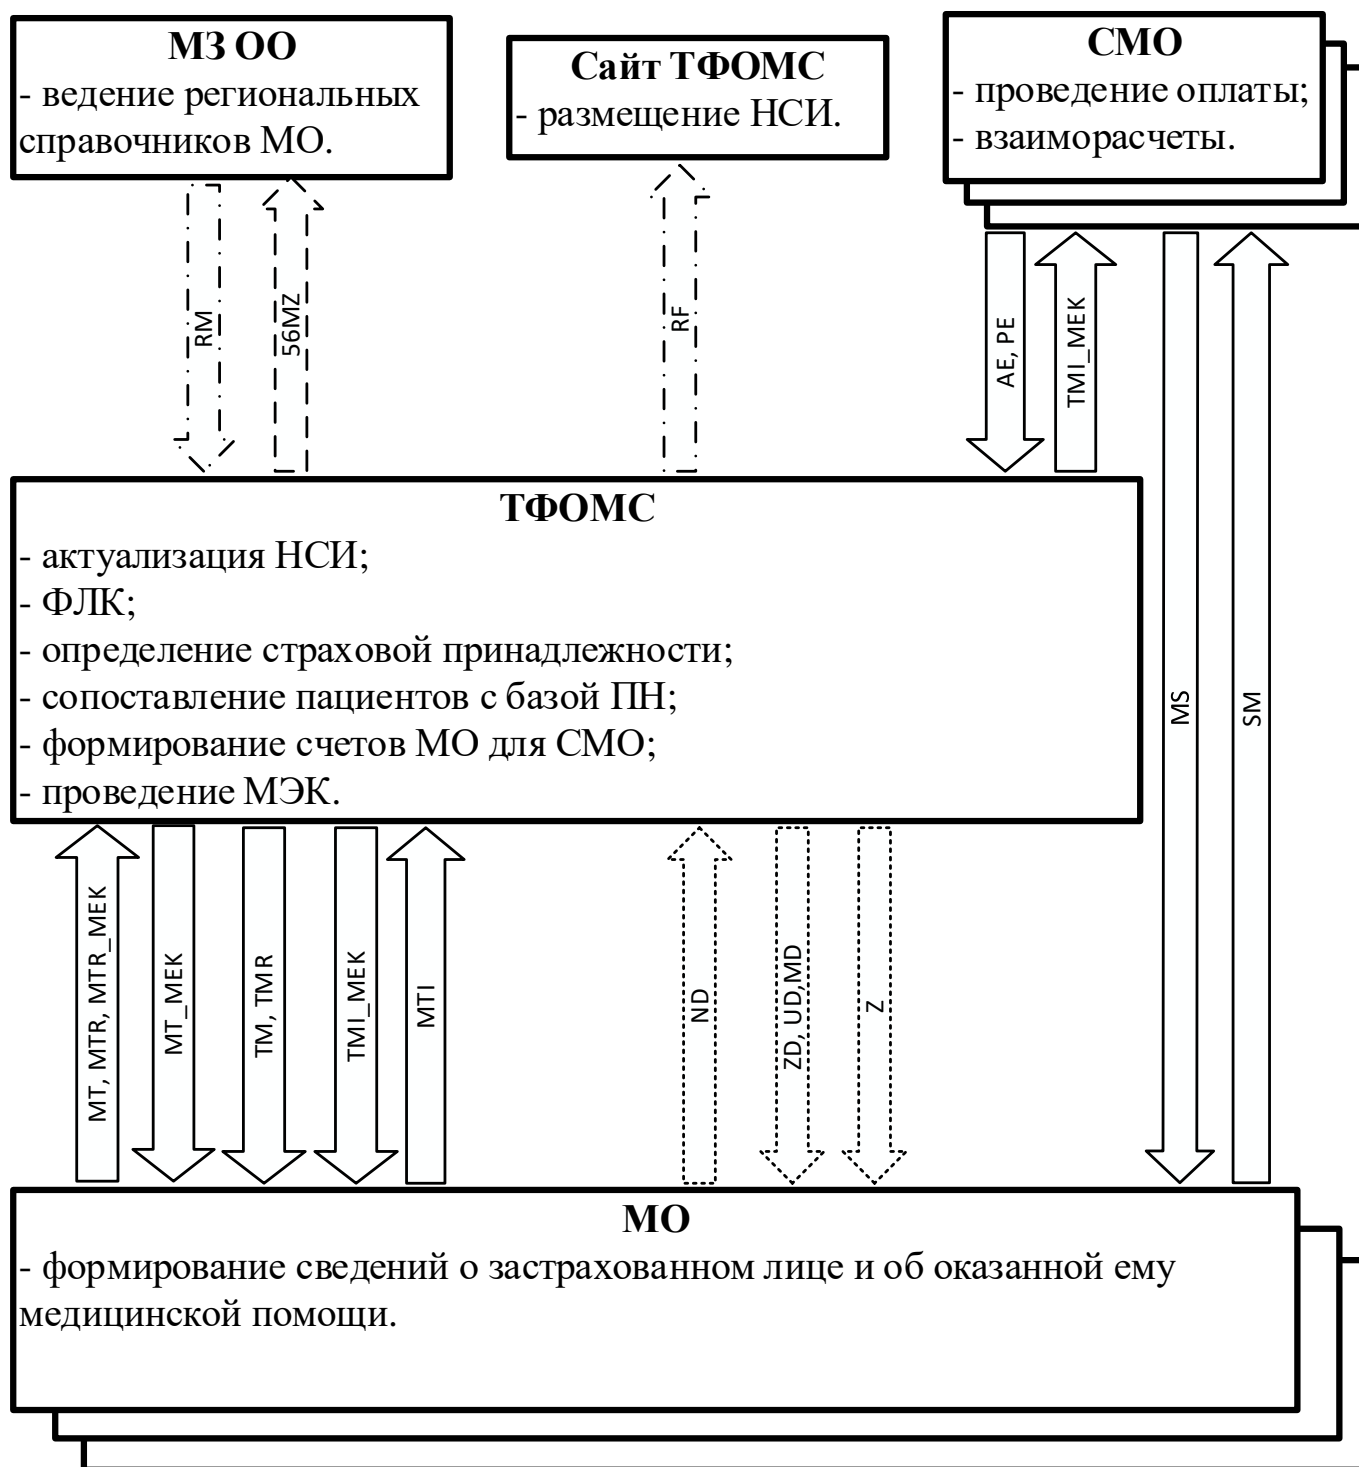 МЗ ОО
- ведение региональных
справочников МО.
Сайт ТФОМС
- размещение НСИ.
СМО
- проведение оплаты;
- взаиморасчеты.
RM
56MZ
RF
AE, PE
TMI_MEK
MS
SM
ТФОМС
- актуализация НСИ;
- ФЛК;
- определение страховой принадлежности;
- сопоставление пациентов с базой ПН;
- формирование счетов МО для СМО;
- проведение МЭК.
MT, MTR, MTR_MEK
MT_MEK
TM, TMR
TMI_MEK
MTI
ND
ZD, UD,MD
Z
МО
- формирование сведений о застрахованном лице и об оказанной ему
медицинской помощи.